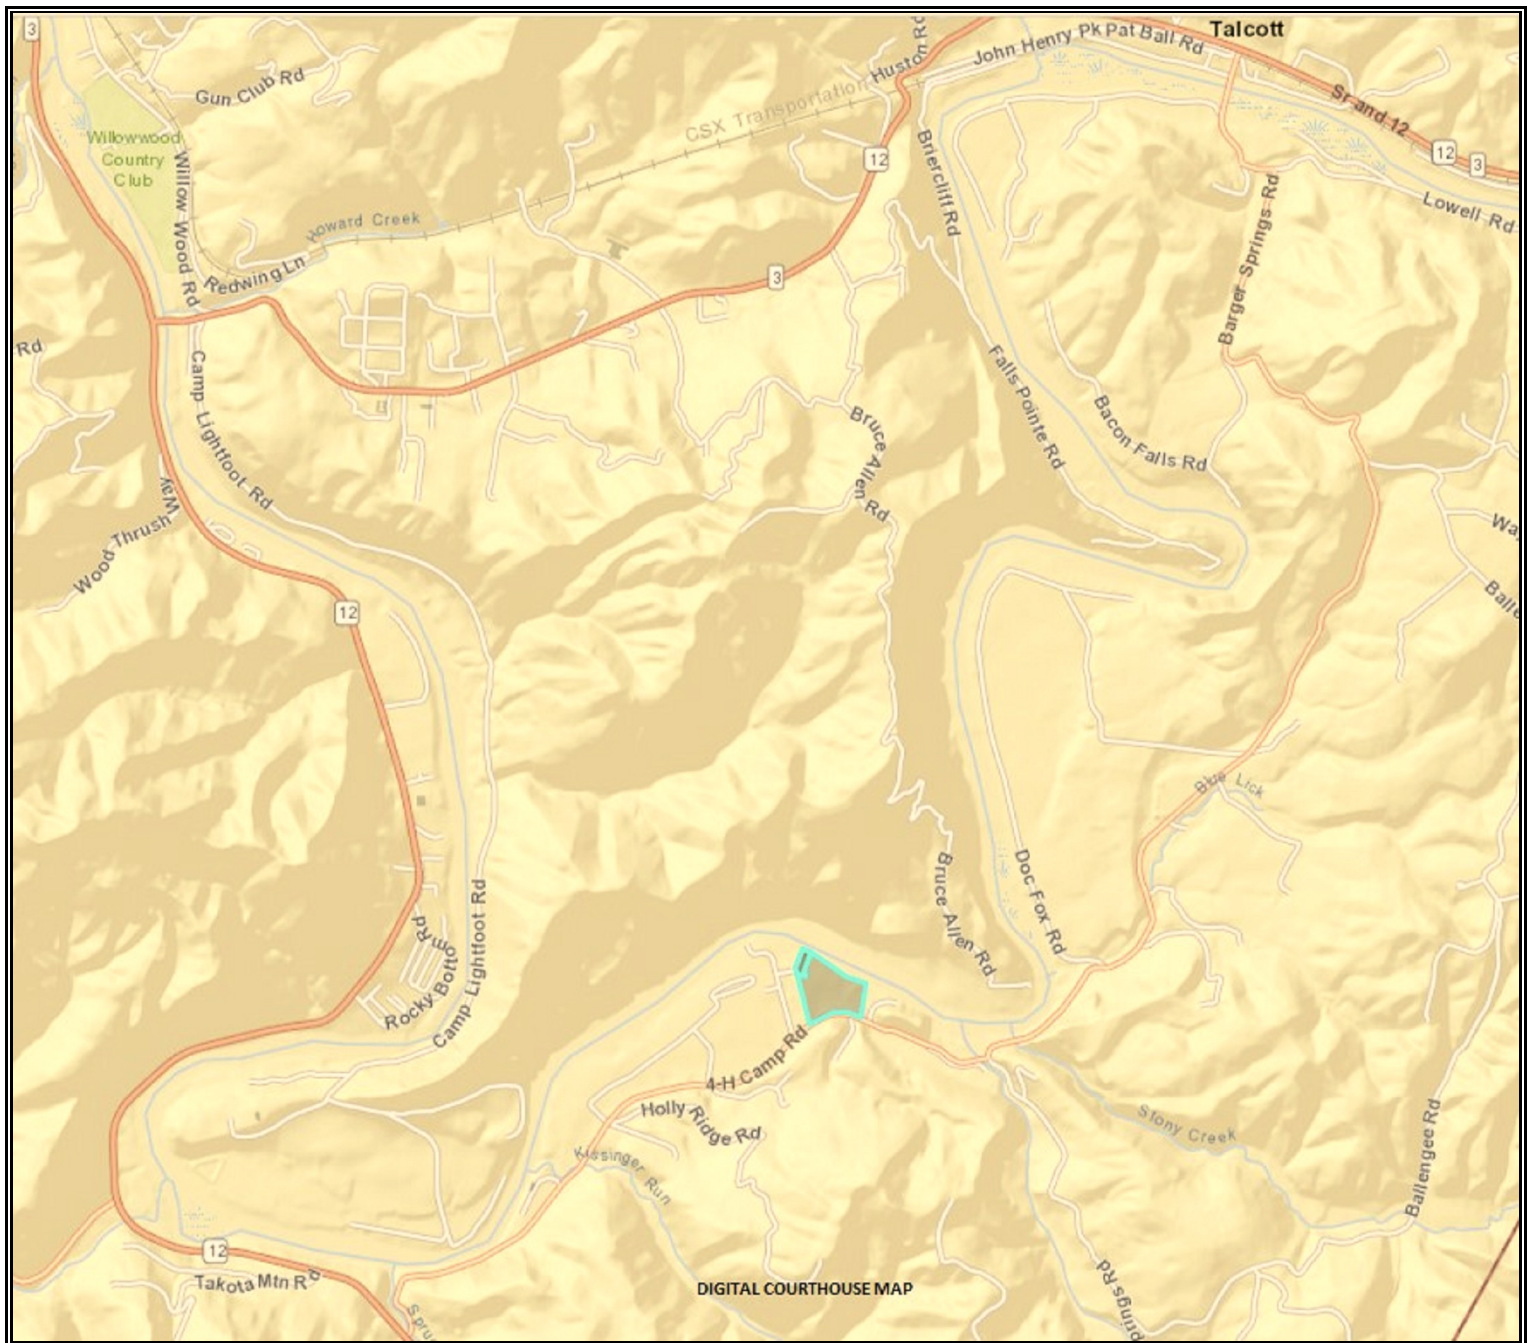 3
Talcott
John Henry Pk
Pat Ball Rd
Huston Rd
Gun Club Rd
CSX Transportation
Sr and 12
Willowwood
Country
Club
12
12
3
Briercliff Rd
Willow Wood Rd
Lowell Rd
Howard Creek
Barger Springs Rd
Redwing Ln
3
Rd
Camp Lightfoot Rd
Falls Pointe Rd
Bacon Falls Rd
Bruce Allen Rd
Wood Thrush Way
12
Blue Lick
Doc Fox Rd
Bruce Allen Rd
Camp Lightfoot Rd
Rocky Bottom Rd
4-H Camp Rd
Holly Ridge Rd
Stony Creek
Kissinger Run
Ballengee Rd
12
Takota Mtn Rd
DIGITAL COURTHOUSE MAP